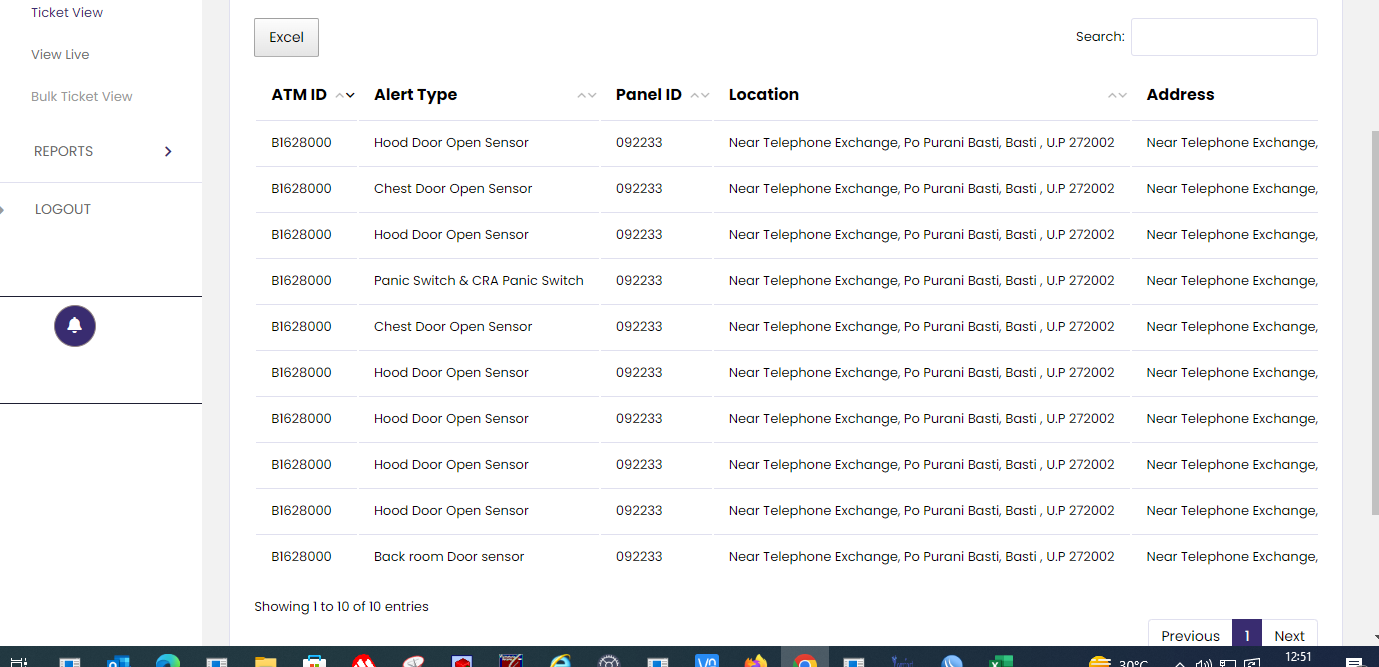 Ticket View
View Live
Bulk Ticket View
REPORTS
LOGOUT
Excel
Search:
ATM ID Alert Type Panel ID Location Address
B1628000 Hood Door Open Sensor 092233 Near Telephone Exchange, Po Purani Basti, Basti , U.P 272002 Near Telephone Exchange,
B1628000 Chest Door Open Sensor 092233 Near Telephone Exchange, Po Purani Basti, Basti , U.P 272002 Near Telephone Exchange,
B1628000 Hood Door Open Sensor 092233 Near Telephone Exchange, Po Purani Basti, Basti , U.P 272002 Near Telephone Exchange,
B1628000 Panic Switch & CRA Panic Switch 092233 Near Telephone Exchange, Po Purani Basti, Basti , U.P 272002 Near Telephone Exchange,
B1628000 Chest Door Open Sensor 092233 Near Telephone Exchange, Po Purani Basti, Basti , U.P 272002 Near Telephone Exchange,
B1628000 Hood Door Open Sensor 092233 Near Telephone Exchange, Po Purani Basti, Basti , U.P 272002 Near Telephone Exchange,
B1628000 Hood Door Open Sensor 092233 Near Telephone Exchange, Po Purani Basti, Basti , U.P 272002 Near Telephone Exchange,
B1628000 Hood Door Open Sensor 092233 Near Telephone Exchange, Po Purani Basti, Basti , U.P 272002 Near Telephone Exchange,
B1628000 Hood Door Open Sensor 092233 Near Telephone Exchange, Po Purani Basti, Basti , U.P 272002 Near Telephone Exchange,
B1628000 Back room Door sensor 092233 Near Telephone Exchange, Po Purani Basti, Basti , U.P 272002 Near Telephone Exchange,
Showing 1 to 10 of 10 entries
Previous 1 Next
30°C 12:51